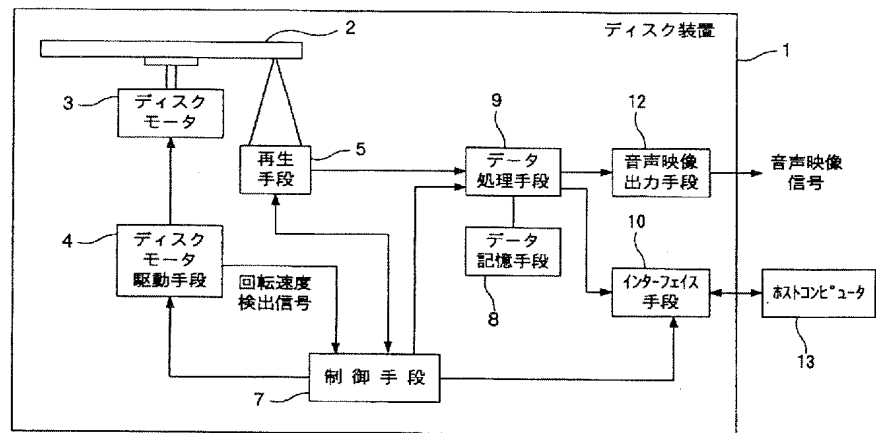 ディスク装置
1
2
3
ディスク
モータ
5
再生
手段
9
データ
処理手段
12
音声映像
出力手段
音声映像
信号
4
ディスク
モータ
駆動手段
回転速度
検出信号
データ
記憶手段
8
10
インターフェイス
手段
ホストコンピュータ
13
制御手段
7